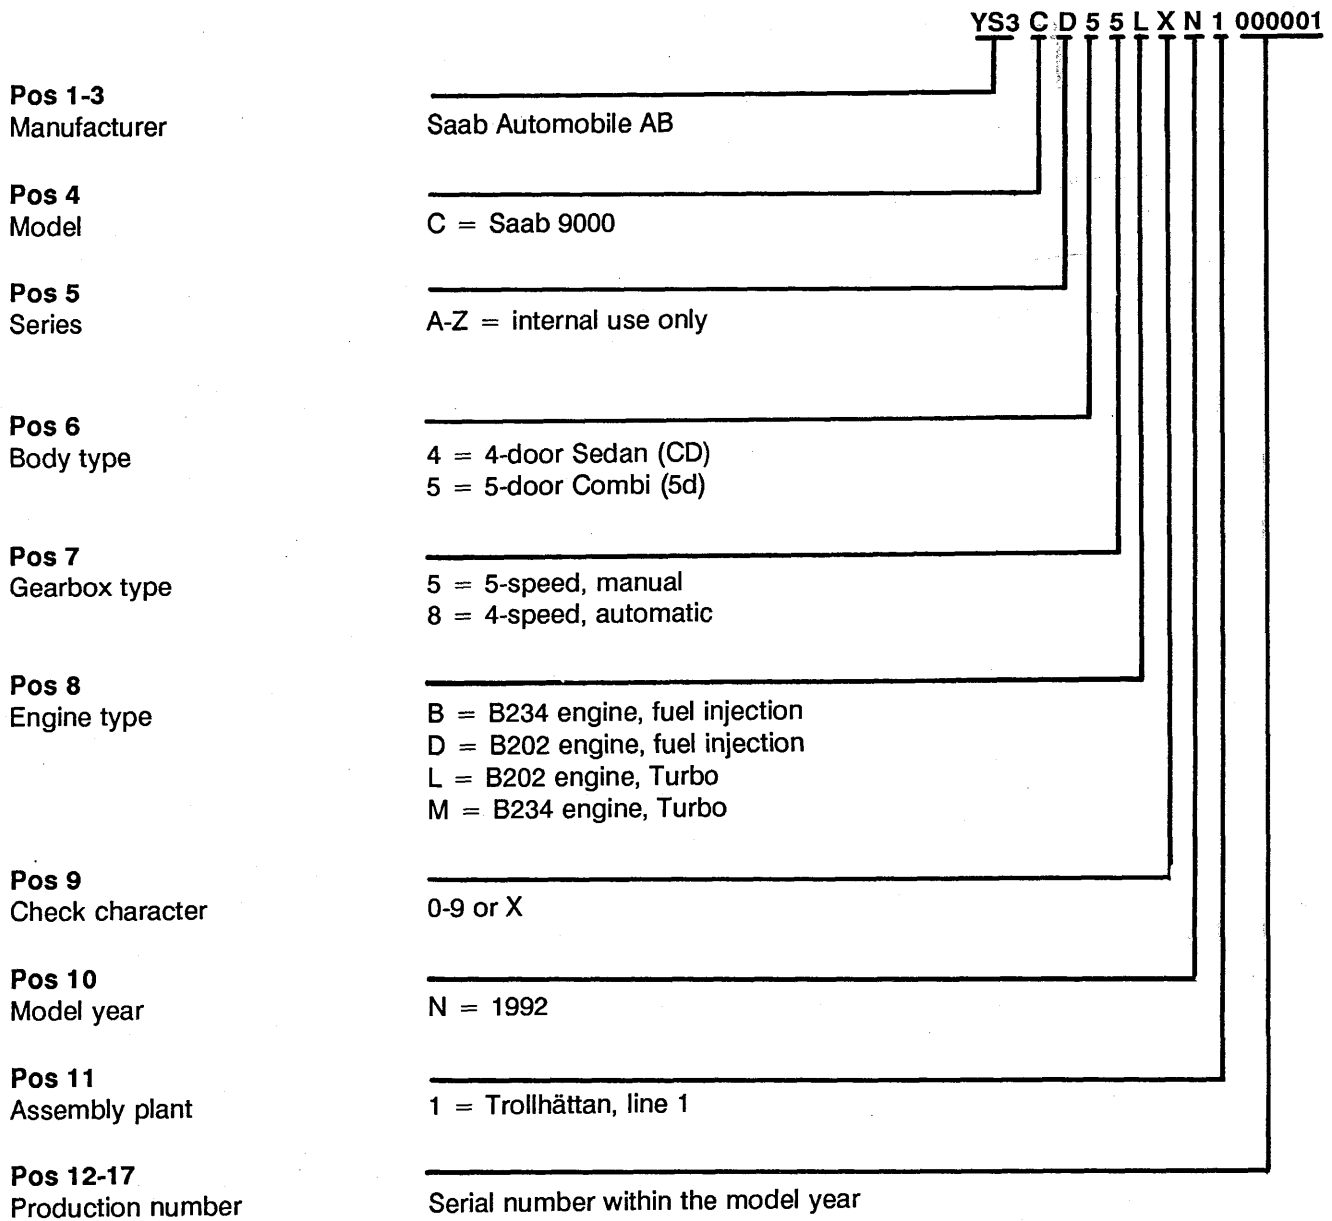 YS3 C D 5 5 L X N 1 000001
Pos 1-3
Manufacturer
Saab Automobile AB
Pos 4
Model
C = Saab 9000
Pos 5
Series
A-Z = internal use only
Pos 6
Body type
4 = 4-door Sedan (CD)
5 = 5-door Combi (5d)
Pos 7
Gearbox type
5 = 5-speed, manual
8 = 4-speed, automatic
Pos 8
Engine type
B = B234 engine, fuel injection
D = B202 engine, fuel injection
L = B202 engine, Turbo
M = B234 engine, Turbo
Pos 9
Check character
0-9 or X
Pos 10
Model year
N = 1992
Pos 11
Assembly plant
1 = Trollhättan, line 1
Pos 12-17
Production number
Serial number within the model year